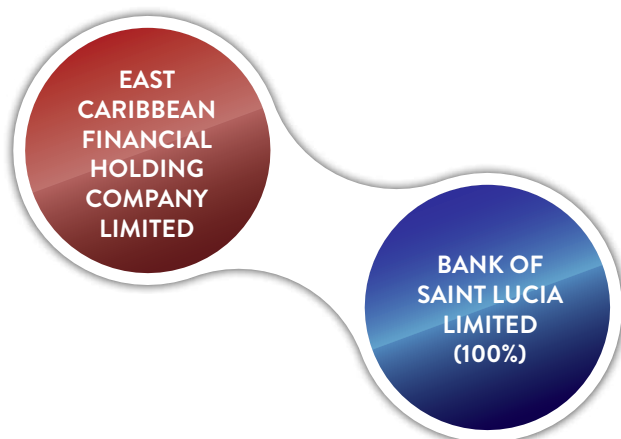 EAST
CARIBBEAN
FINANCIAL
HOLDING
COMPANY
LIMITED
BANK OF
SAINT LUCIA
LIMITED
(100%)